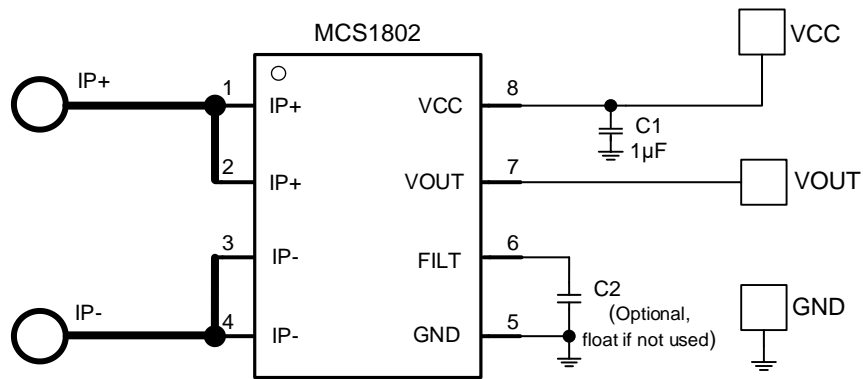 MCS1802
VCC
IP+
1
IP+
VCC
8
C1
1µF
2
IP+
VOUT
7
VOUT
3
IP-
FILT
6
C2
(Optional,
float if not used)
GND
IP-
4
IP-
GND
5